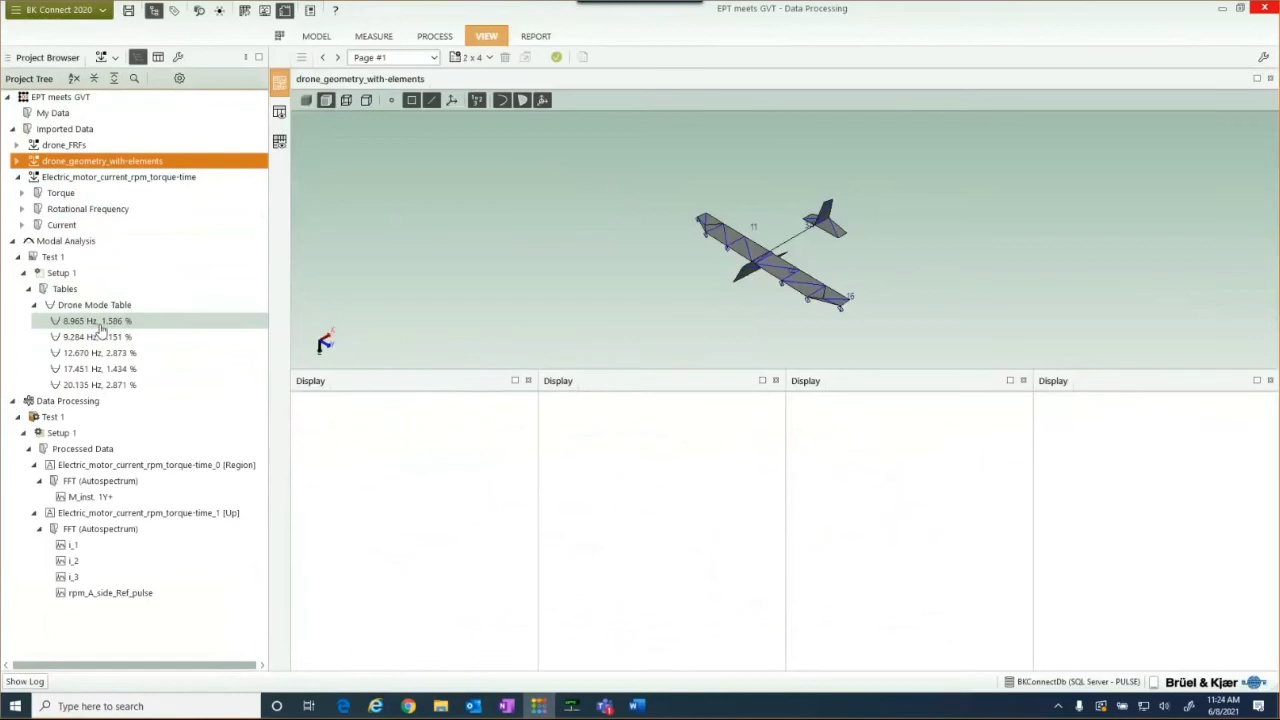 BK Connect 2020
EPT meets GVT - Data Processing
MODEL
MEASURE
PROCESS
VIEW
REPORT
Project Browser
Page #1
2 x 4
Project Tree
drone_geometry_with-elements
EPT meets GVT
My Data
Imported Data
drone_FRFs
drone_geometry_with-elements
Electric_motor_current_rpm_torque-time
Torque
Rotational Frequency
Current
Modal Analysis
Test 1
Setup 1
Tables
Drone Mode Table
8.965 Hz, 1.586 %
9.284 Hz, 151 %
12.670 Hz, 2.873 %
17.451 Hz, 1.434 %
20.135 Hz, 2.871 %
Data Processing
Test 1
Setup 1
Processed Data
Electric_motor_current_rpm_torque-time_0 [Region]
FFT (Autospectrum)
M_inst. 1Y+
Electric_motor_current_rpm_torque-time_1 [Up]
FFT (Autospectrum)
i_1
i_2
i_3
rpm_A_side_Ref_pulse
11
16
Display
Display
Display
Display
Show Log
BKConnectDb (SQL Server - PULSE)
Brüel & Kjær
Type here to search
11:24 AM
6/8/2021